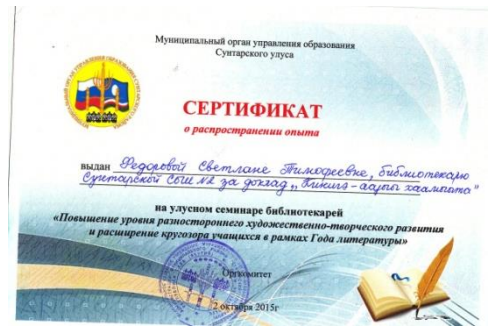 Муниципальный орган управления образования
Сунтарского улуса
СЕРТИФИКАТ
о распространении опыта
выдан Федоровой Светлане Тимофеевне, библиотекарю
Сунтарской СОШ №2 за доклад „Кинигэ - аарыы хаамыыта"
на улусном семинаре библиотекарей
«Повышение уровня разностороннего художественно-творческого развития
и расширение кругозора учащихся в рамках Года литературы»
Оргкомитет
2 октября 2015г